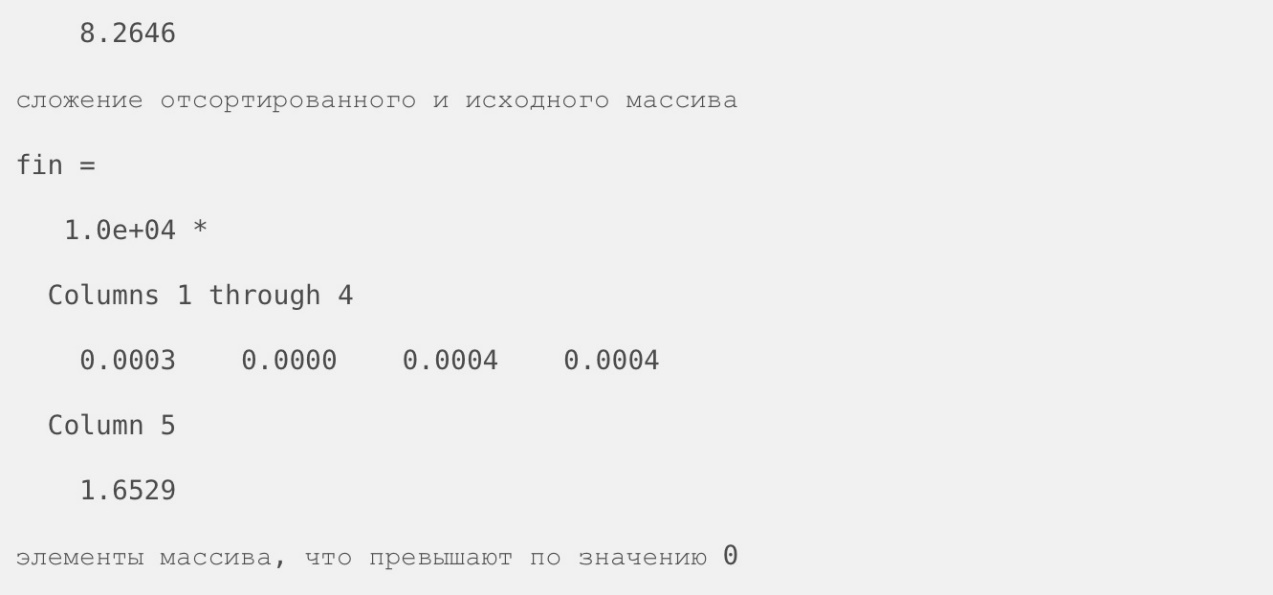 8.2646
сложение отсортированного и исходного массива
fin =
1.0e+04 *
Columns 1 through 4
0.0003 0.0000 0.0004 0.0004
Column 5
1.6529
элементы массива, что превышают по значению 0